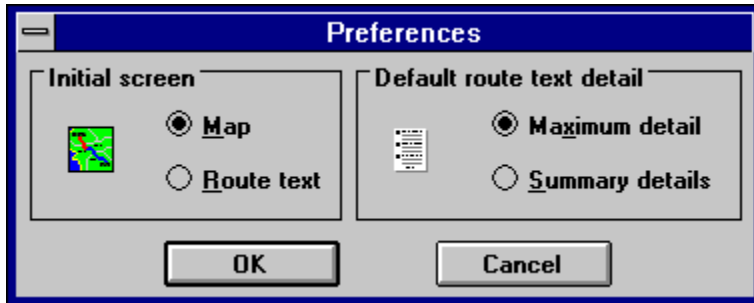 Preferences
Initial screen
Map
Route text
Default route text detail
Maximum detail
Summary details
OK
Cancel